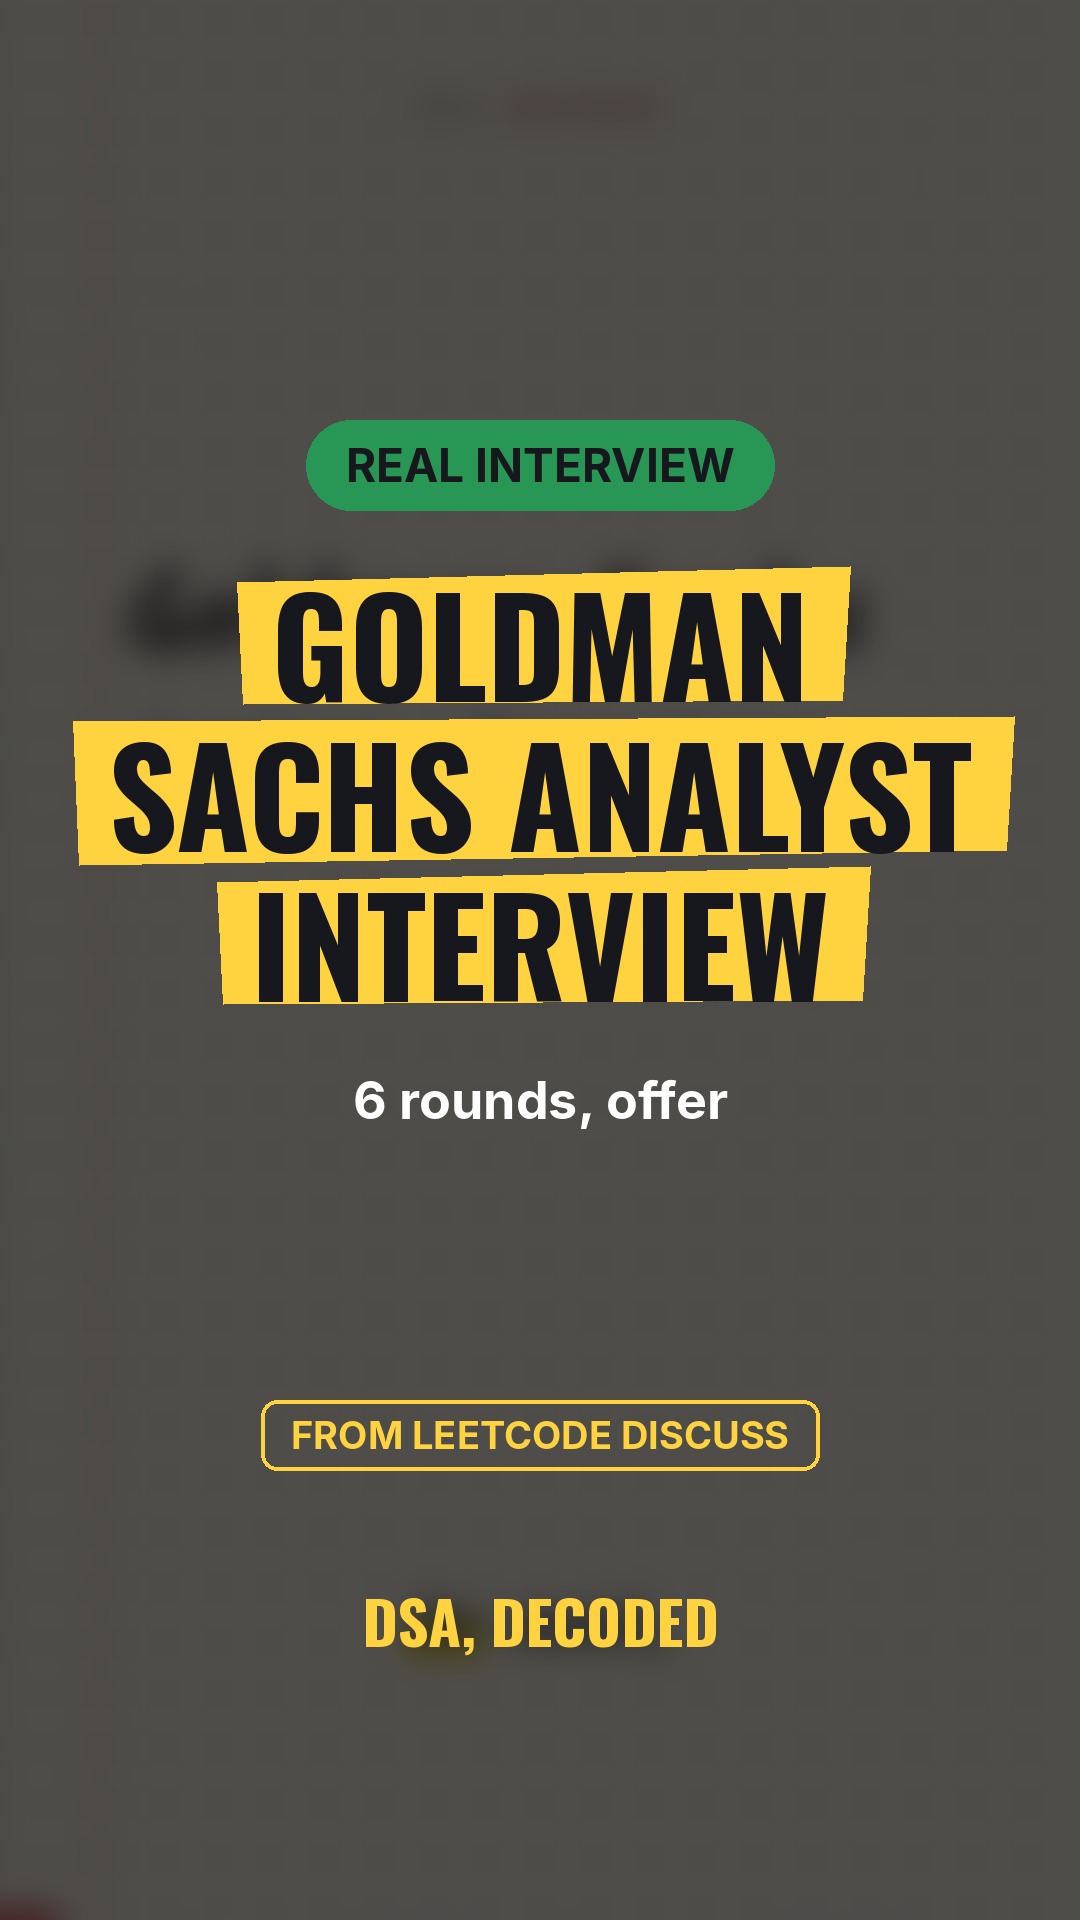 REAL INTERVIEW
GOLDMAN
SACHS ANALYST
INTERVIEW
6 rounds, offer
FROM LEETCODE DISCUSS
DSA, DECODED